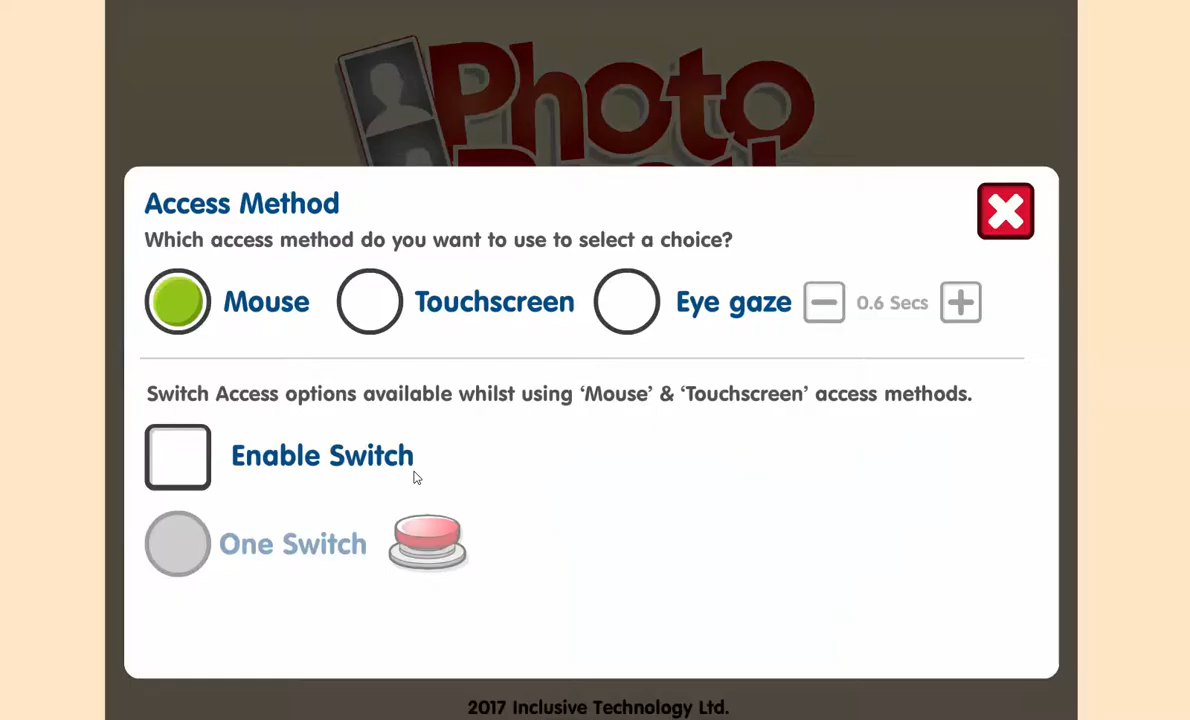 Photo
Access Method
Which access method do you want to use to select a choice?
Mouse Touchscreen Eye gaze 0.6 Secs
Switch Access options available whilst using ‘Mouse’ & ‘Touchscreen’ access methods.
Enable Switch
One Switch
2017 Inclusive Technology Ltd.